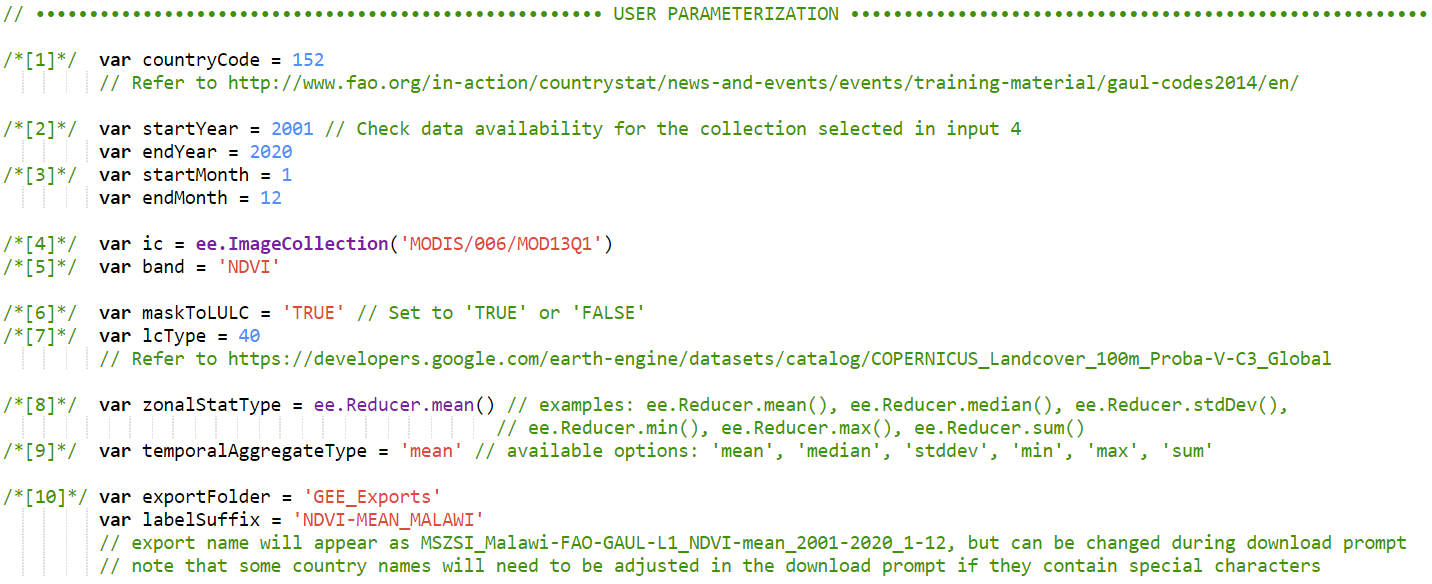 // ••••••••••••••••••••••••••••••••••••••••••••••••••••• USER PARAMETERIZATION ••••••••••••••••••••••••••••••••••••••••••••••••••••••
/*[1]*/ var countryCode = 152
// Refer to http://www.fao.org/in-action/countrystat/news-and-events/events/training-material/gaul-codes2014/en/
/*[2]*/ var startYear = 2001 // Check data availability for the collection selected in input 4
var endYear = 2020
/*[3]*/ var startMonth = 1
var endMonth = 12
/*[4]*/ var ic = ee.ImageCollection('MODIS/006/MOD13Q1')
/*[5]*/ var band = 'NDVI'
/*[6]*/ var maskToLULC = 'TRUE' // Set to 'TRUE' or 'FALSE'
/*[7]*/ var lcType = 40
// Refer to https://developers.google.com/earth-engine/datasets/catalog/COPERNICUS_Landcover_100m_Proba-V-C3_Global
/*[8]*/ var zonalStatType = ee.Reducer.mean() // examples: ee.Reducer.mean(), ee.Reducer.median(), ee.Reducer.stdDev(),
// ee.Reducer.min(), ee.Reducer.max(), ee.Reducer.sum()
/*[9]*/ var temporalAggregateType = 'mean' // available options: 'mean', 'median', 'stddev', 'min', 'max', 'sum'
/*[10]*/ var exportFolder = 'GEE_Exports'
var labelSuffix = 'NDVI-MEAN_MALAWI'
// export name will appear as MSZSI_Malawi-FAO-GAUL-L1_NDVI-mean_2001-2020_1-12, but can be changed during download prompt
// note that some country names will need to be adjusted in the download prompt if they contain special characters